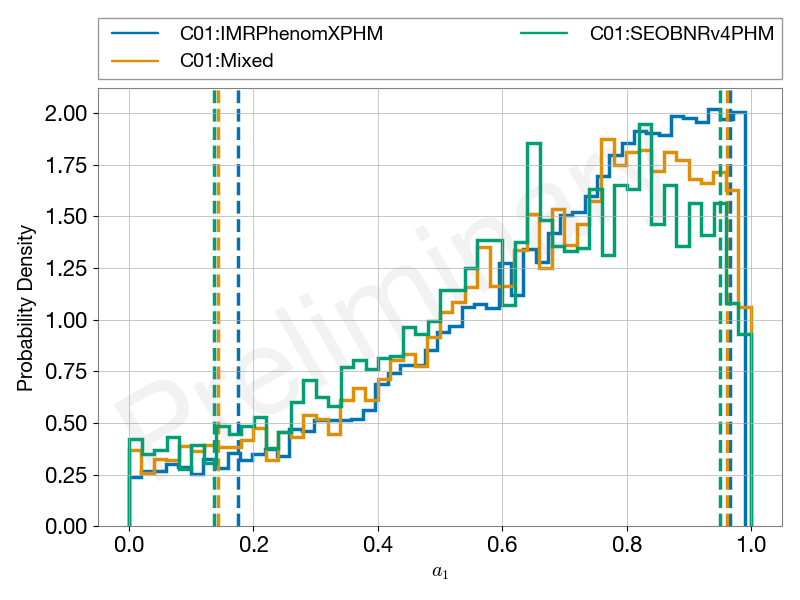 C01:IMRPhenomXPHM
C01:Mixed
C01:SEOBNRv4PHM
Preliminary
Probability Density
2.00
1.75
1.50
1.25
1.00
0.75
0.50
0.25
0.00
0.0 0.2 0.4 0.6 0.8 1.0
a₁